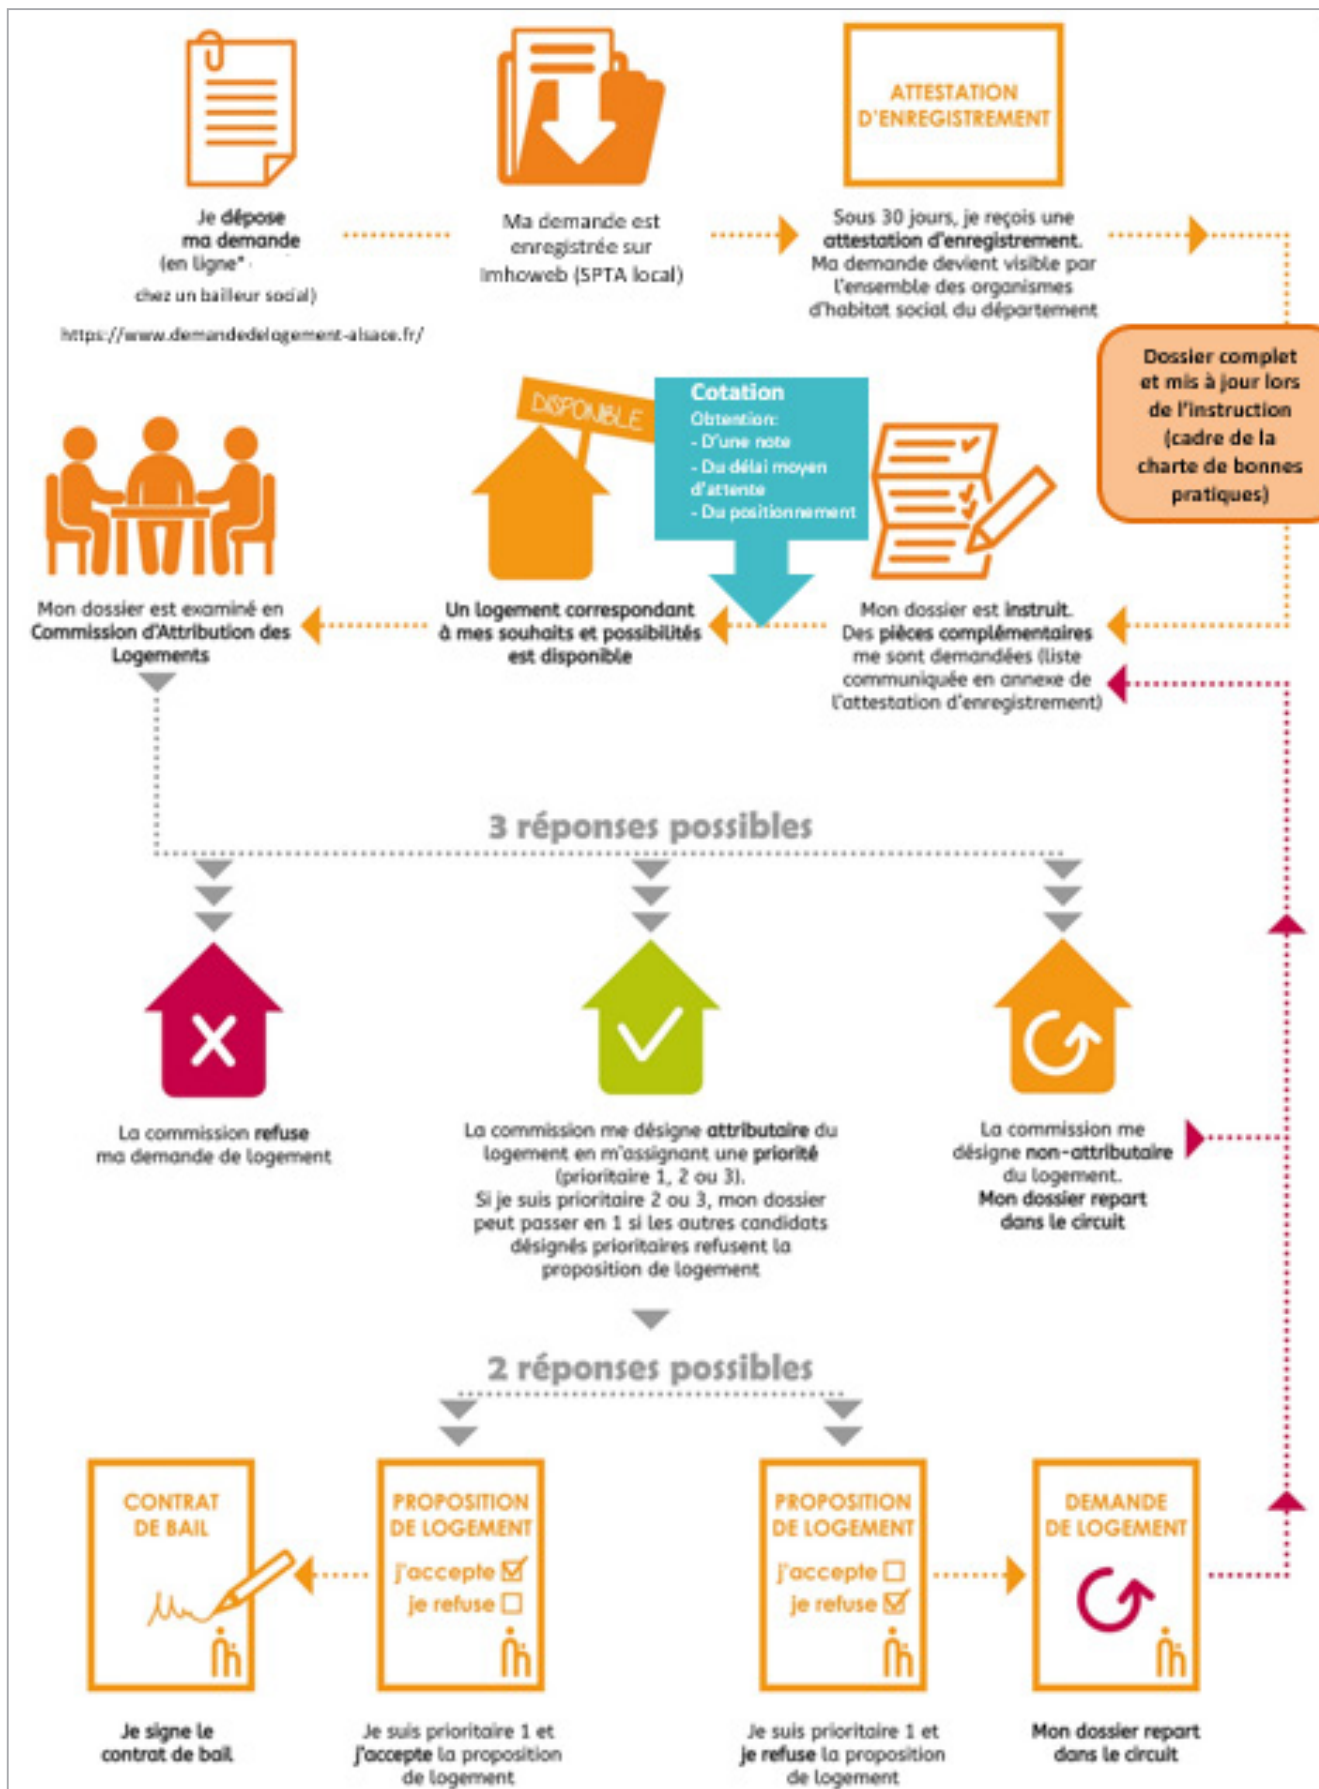 Je dépose
ma demande
(en ligne*
chez un bailleur social)
https://www.demandedelogement-alsace.fr/
Ma demande est
enregistrée sur
Imhoweb (SPTA local)
ATTESTATION
D'ENREGISTREMENT
Sous 30 jours, je reçois une
attestation d'enregistrement.
Ma demande devient visible par
l'ensemble des organismes
d'habitat social du département
Dossier complet
et mis à jour lors
de l'instruction
(cadre de la
charte de bonnes
pratiques)
Mon dossier est instruit.
Des pièces complémentaires
me sont demandées (liste
communiquée en annexe de
l'attestation d'enregistrement)
Cotation
Obtention:
- D'une note
- Du délai moyen
d'attente
- Du positionnement
DISPONIBLE
Un logement correspondant
à mes souhaits et possibilités
est disponible
Mon dossier est examiné en
Commission d'Attribution des
Logements
3 réponses possibles
La commission refuse
ma demande de logement
La commission me désigne attributaire du
logement en m'assignant une priorité
(prioritaire 1, 2 ou 3).
Si je suis prioritaire 2 ou 3, mon dossier
peut passer en 1 si les autres candidats
désignés prioritaires refusent la
proposition de logement
La commission me
désigne non-attributaire
du logement.
Mon dossier repart
dans le circuit
2 réponses possibles
CONTRAT
DE BAIL
Je signe le
contrat de bail
PROPOSITION
DE LOGEMENT
j'accepte
je refuse
Je suis prioritaire 1 et
j'accepte la proposition
de logement
PROPOSITION
DE LOGEMENT
j'accepte
je refuse
Je suis prioritaire 1 et
je refuse la proposition
de logement
DEMANDE
DE LOGEMENT
Mon dossier repart
dans le circuit